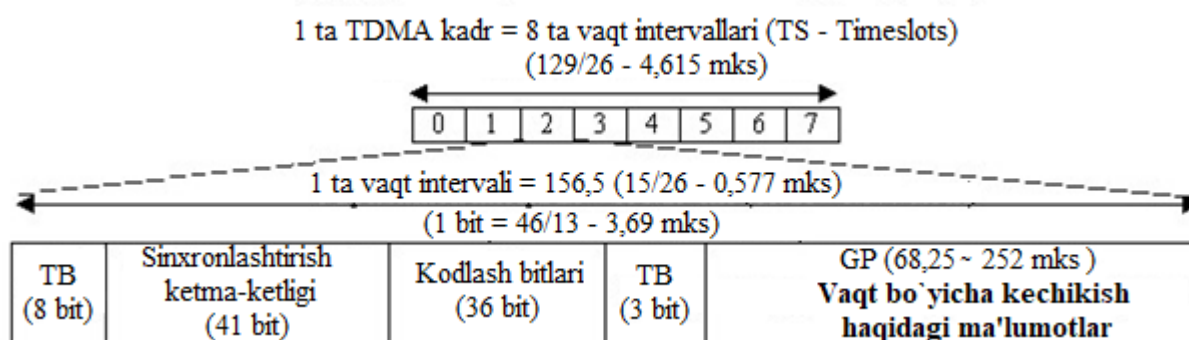 1 ta TDMA kadr = 8 ta vaqt intervallari (TS - Timeslots)
(129/26 - 4,615 mks)
0 1 2 3 4 5 6 7
1 ta vaqt intervali = 156,5 (15/26 - 0,577 mks)
(1 bit = 46/13 - 3,69 mks)
TB
(8 bit)
Sinxronlashtirish
ketma-ketligi
(41 bit)
Kodlash bitlari
(36 bit)
TB
(3 bit)
GP (68,25 ~ 252 mks )
Vaqt bo`yicha kechikish
haqidagi ma'lumotlar